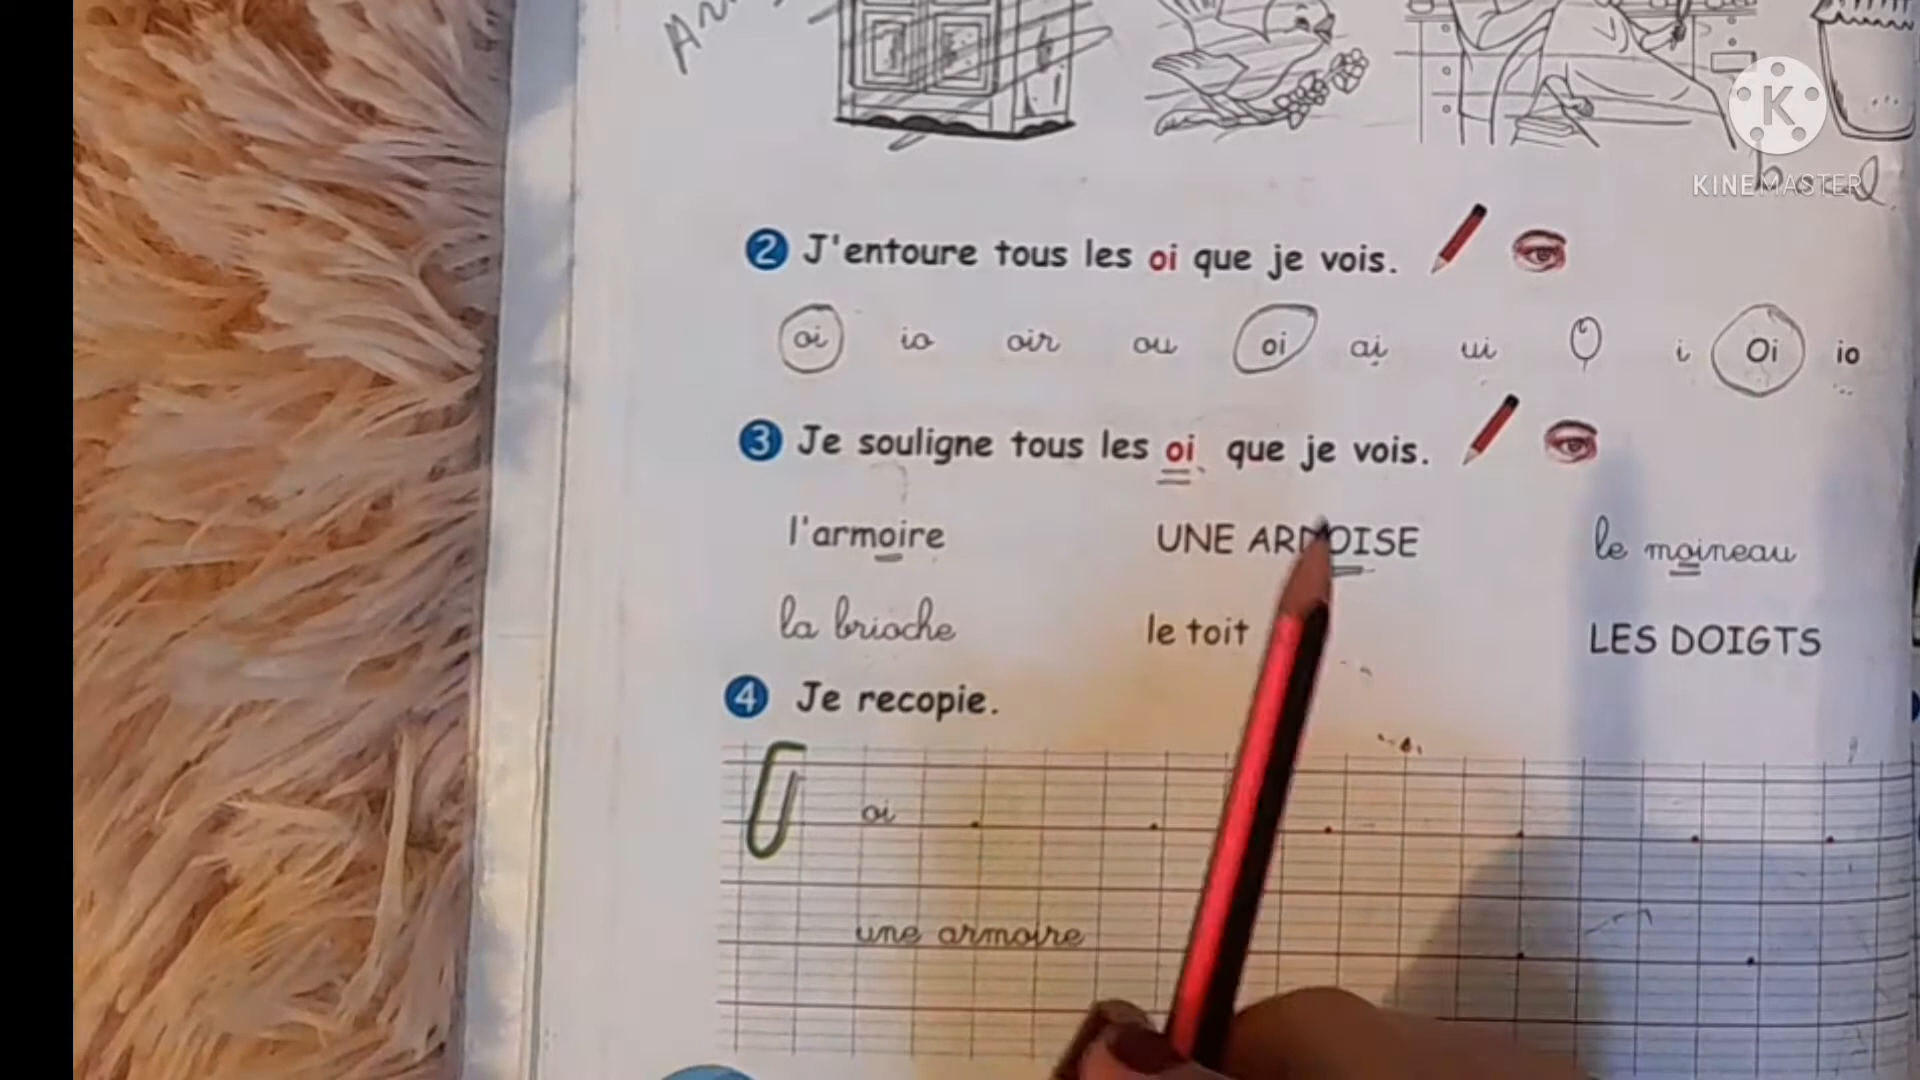 KINEMASTER
2 J'entoure tous les oi que je vois.
oi io oir ou oi ai ui O i Oi io
3 Je souligne tous les oi que je vois.
l'armoire UNE ARDOISE le moineau
la brioche le toit LES DOIGTS
4 Je recopie.
oi
une armoire